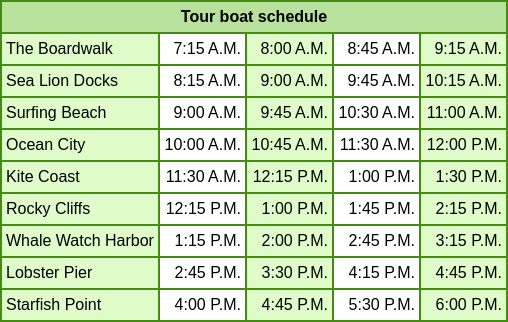 Tour boat schedule
The Boardwalk 7:15 A.M. 8:00 A.M. 8:45 A.M. 9:15 A.M.
Sea Lion Docks 8:15 A.M. 9:00 A.M. 9:45 A.M. 10:15 A.M.
Surfing Beach 9:00 A.M. 9:45 A.M. 10:30 A.M. 11:00 A.M.
Ocean City 10:00 A.M. 10:45 A.M. 11:30 A.M. 12:00 P.M.
Kite Coast 11:30 A.M. 12:15 P.M. 1:00 P.M. 1:30 P.M.
Rocky Cliffs 12:15 P.M. 1:00 P.M. 1:45 P.M. 2:15 P.M.
Whale Watch Harbor 1:15 P.M. 2:00 P.M. 2:45 P.M. 3:15 P.M.
Lobster Pier 2:45 P.M. 3:30 P.M. 4:15 P.M. 4:45 P.M.
Starfish Point 4:00 P.M. 4:45 P.M. 5:30 P.M. 6:00 P.M.